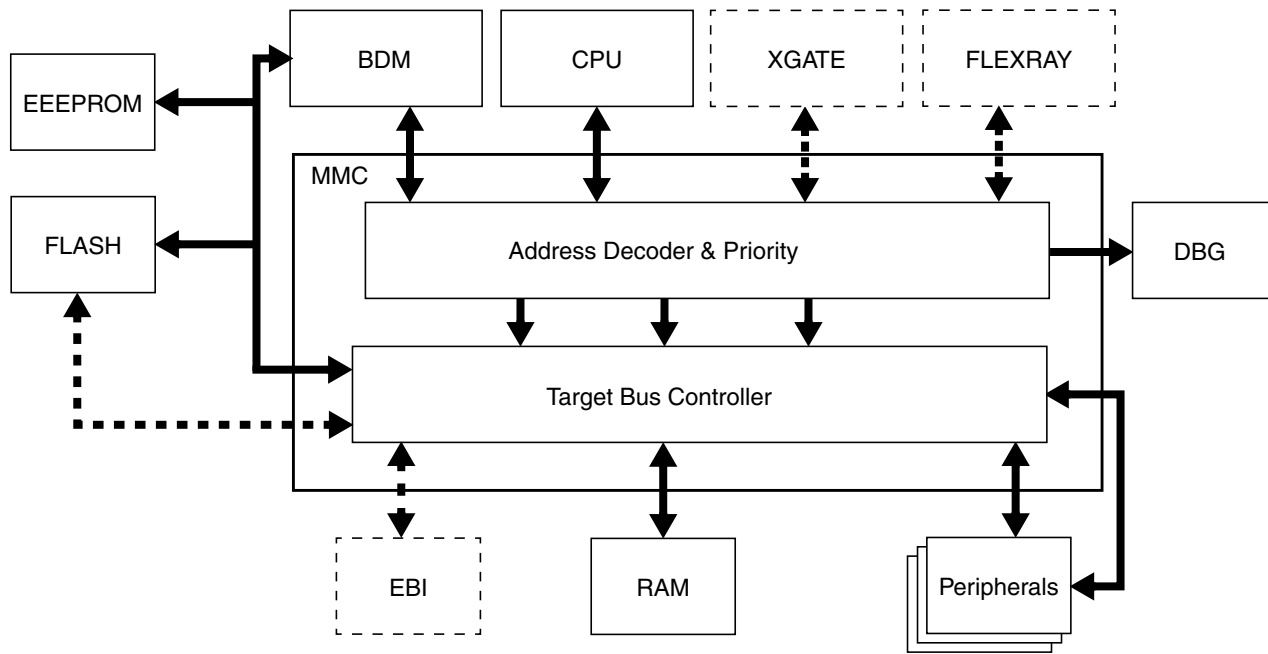 BDM
CPU
XGATE
FLEXRAY
EEEPROM
MMC
FLASH
Address Decoder & Priority
DBG
Target Bus Controller
EBI
RAM
Peripherals